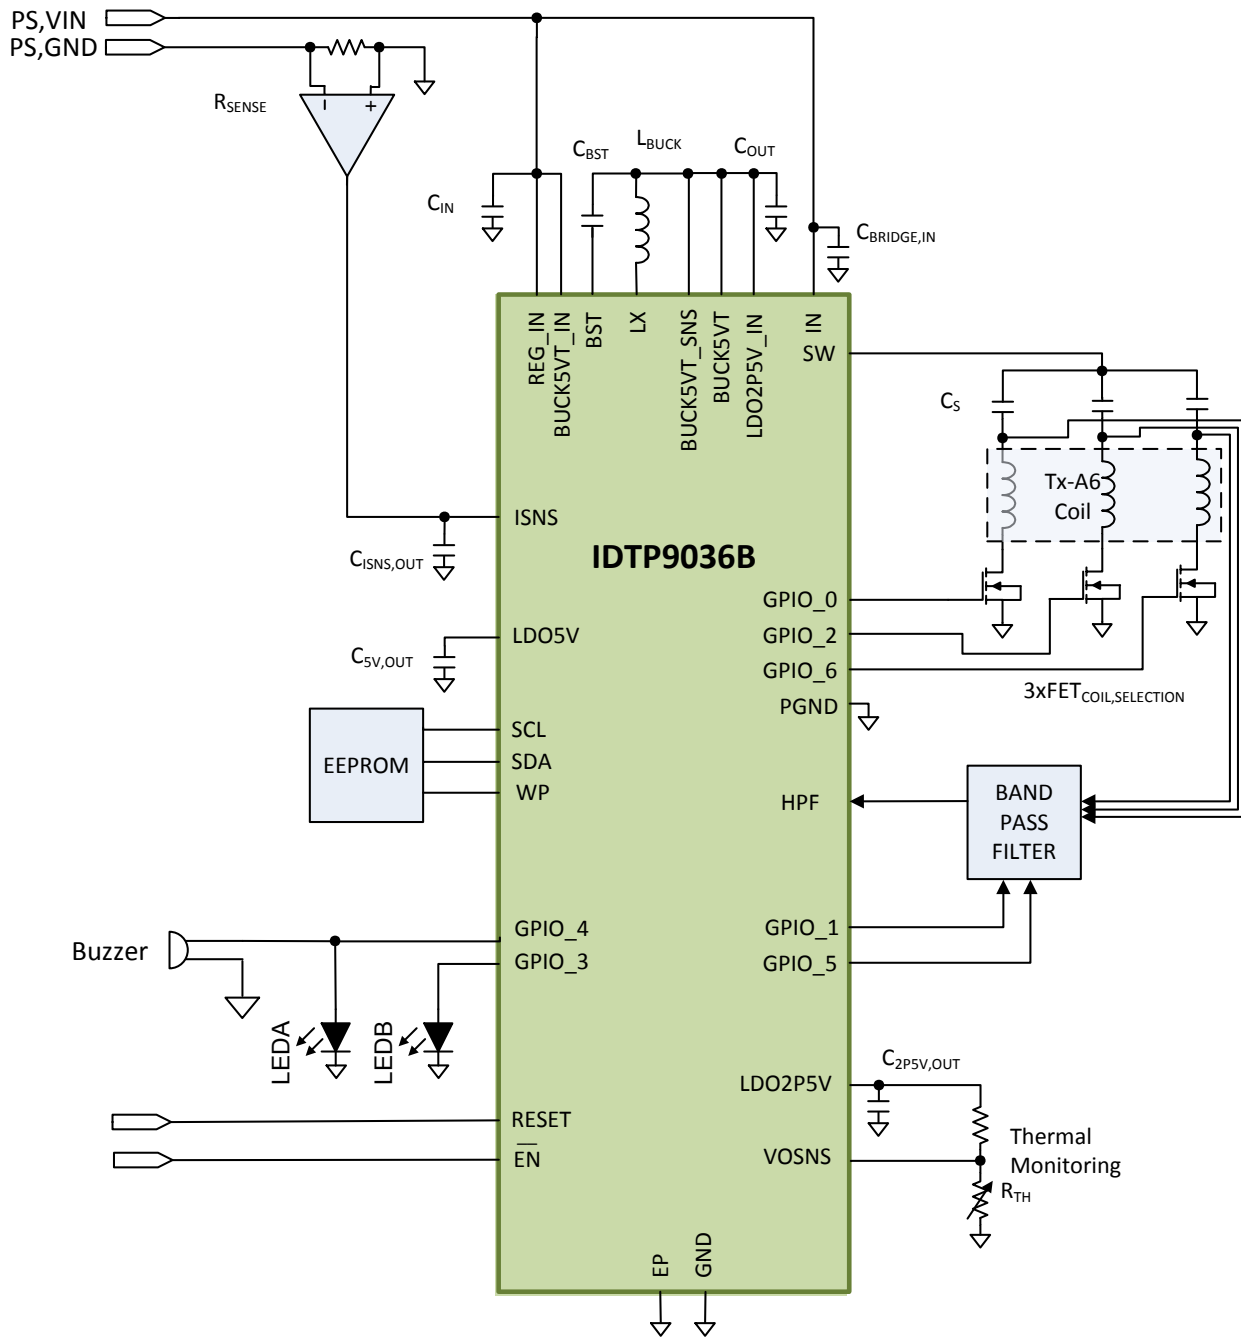 PS,VIN
PS,GND
RSENSE
− +
CBST
LBUCK
COUT
CIN
CBRIDGE,IN
REG_IN
BUCK5VT_IN
BST
LX
BUCK5VT_SNS
BUCK5VT
LDO2P5V_IN
IN
SW
CS
Tx-A6
Coil
ISNS
CISNS,OUT
IDTP9036B
GPIO_0
LDO5V
GPIO_2
C5V,OUT
GPIO_6
3xFETCOIL,SELECTION
PGND
EEPROM
SCL
SDA
WP
HPF
BAND
PASS
FILTER
Buzzer
GPIO_4
GPIO_3
GPIO_1
GPIO_5
LEDA
LEDB
C2P5V,OUT
LDO2P5V
RESET
EN
VOSNS
Thermal
Monitoring
RTH
EP
GND